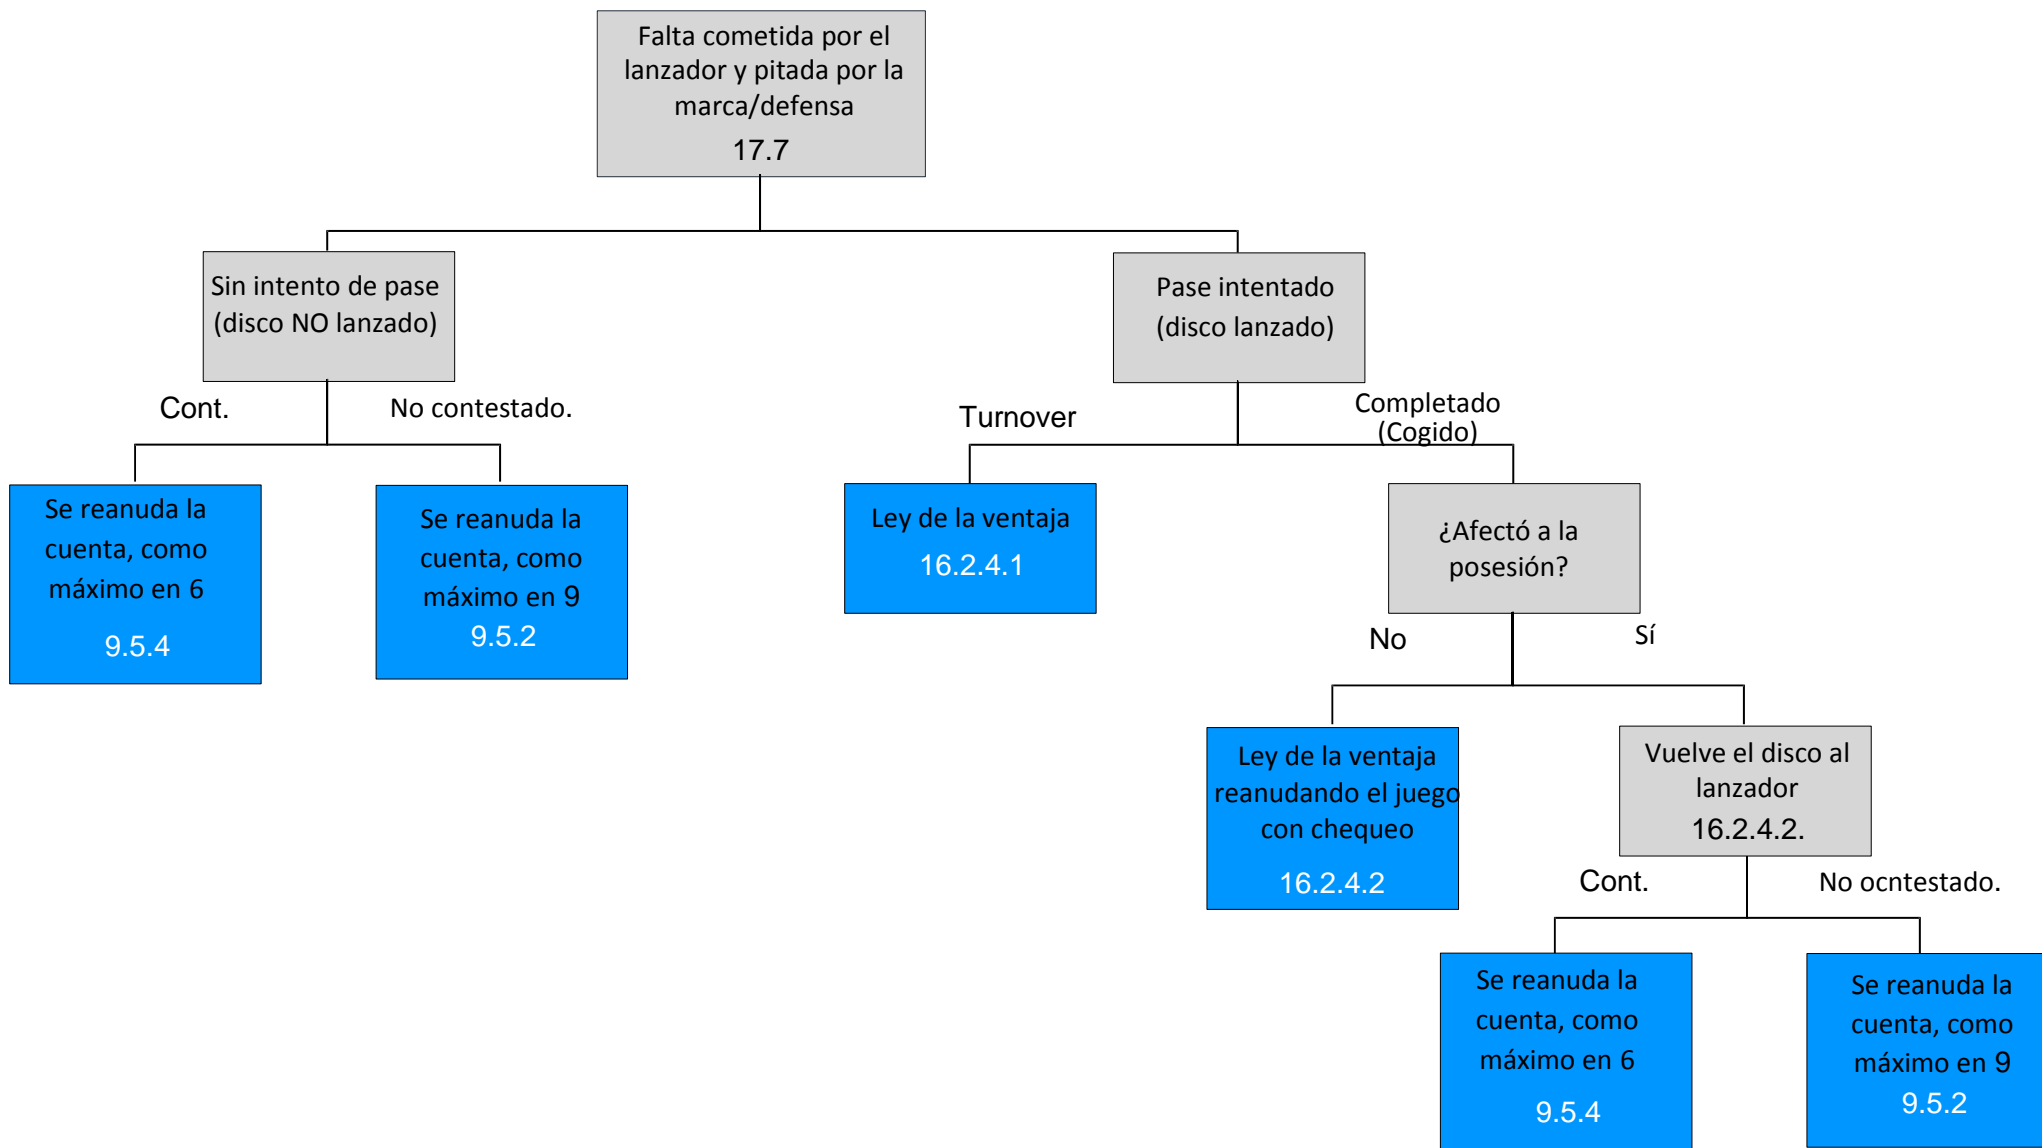 Falta cometida por el
lanzador y pitada por la
marca/defensa
17.7
Sin intento de pase
(disco NO lanzado)
Pase intentado
(disco lanzado)
Cont.
No contestado.
Turnover
Completado
(Cogido)
Se reanuda la
cuenta, como
máximo en 6
9.5.4
Se reanuda la
cuenta, como
máximo en 9
9.5.2
Ley de la ventaja
16.2.4.1
¿Afectó a la
posesión?
No
Sí
Ley de la ventaja
reanudando el juego
con chequeo
16.2.4.2
Vuelve el disco al
lanzador
16.2.4.2.
Cont.
No ocntestado.
Se reanuda la
cuenta, como
máximo en 6
9.5.4
Se reanuda la
cuenta, como
máximo en 9
9.5.2